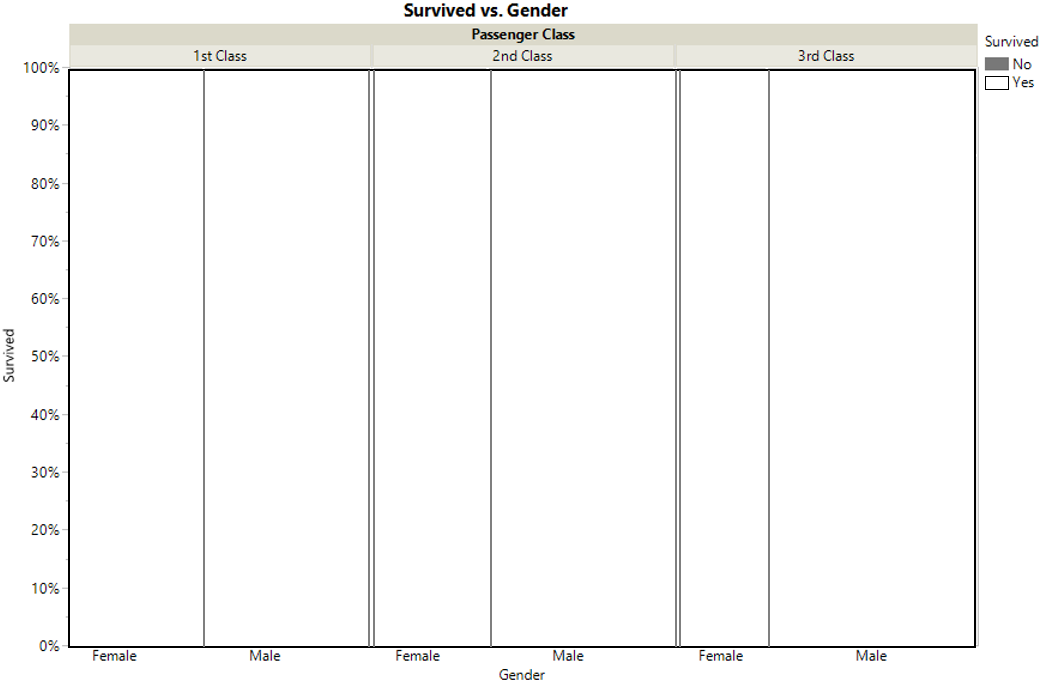 Survived vs. Gender
Passenger Class
1st Class 2nd Class 3rd Class
Survived
No
Yes
100%
90%
80%
70%
60%
50%
40%
30%
20%
10%
0%
Survived
Female Male Female Male Female Male
Gender